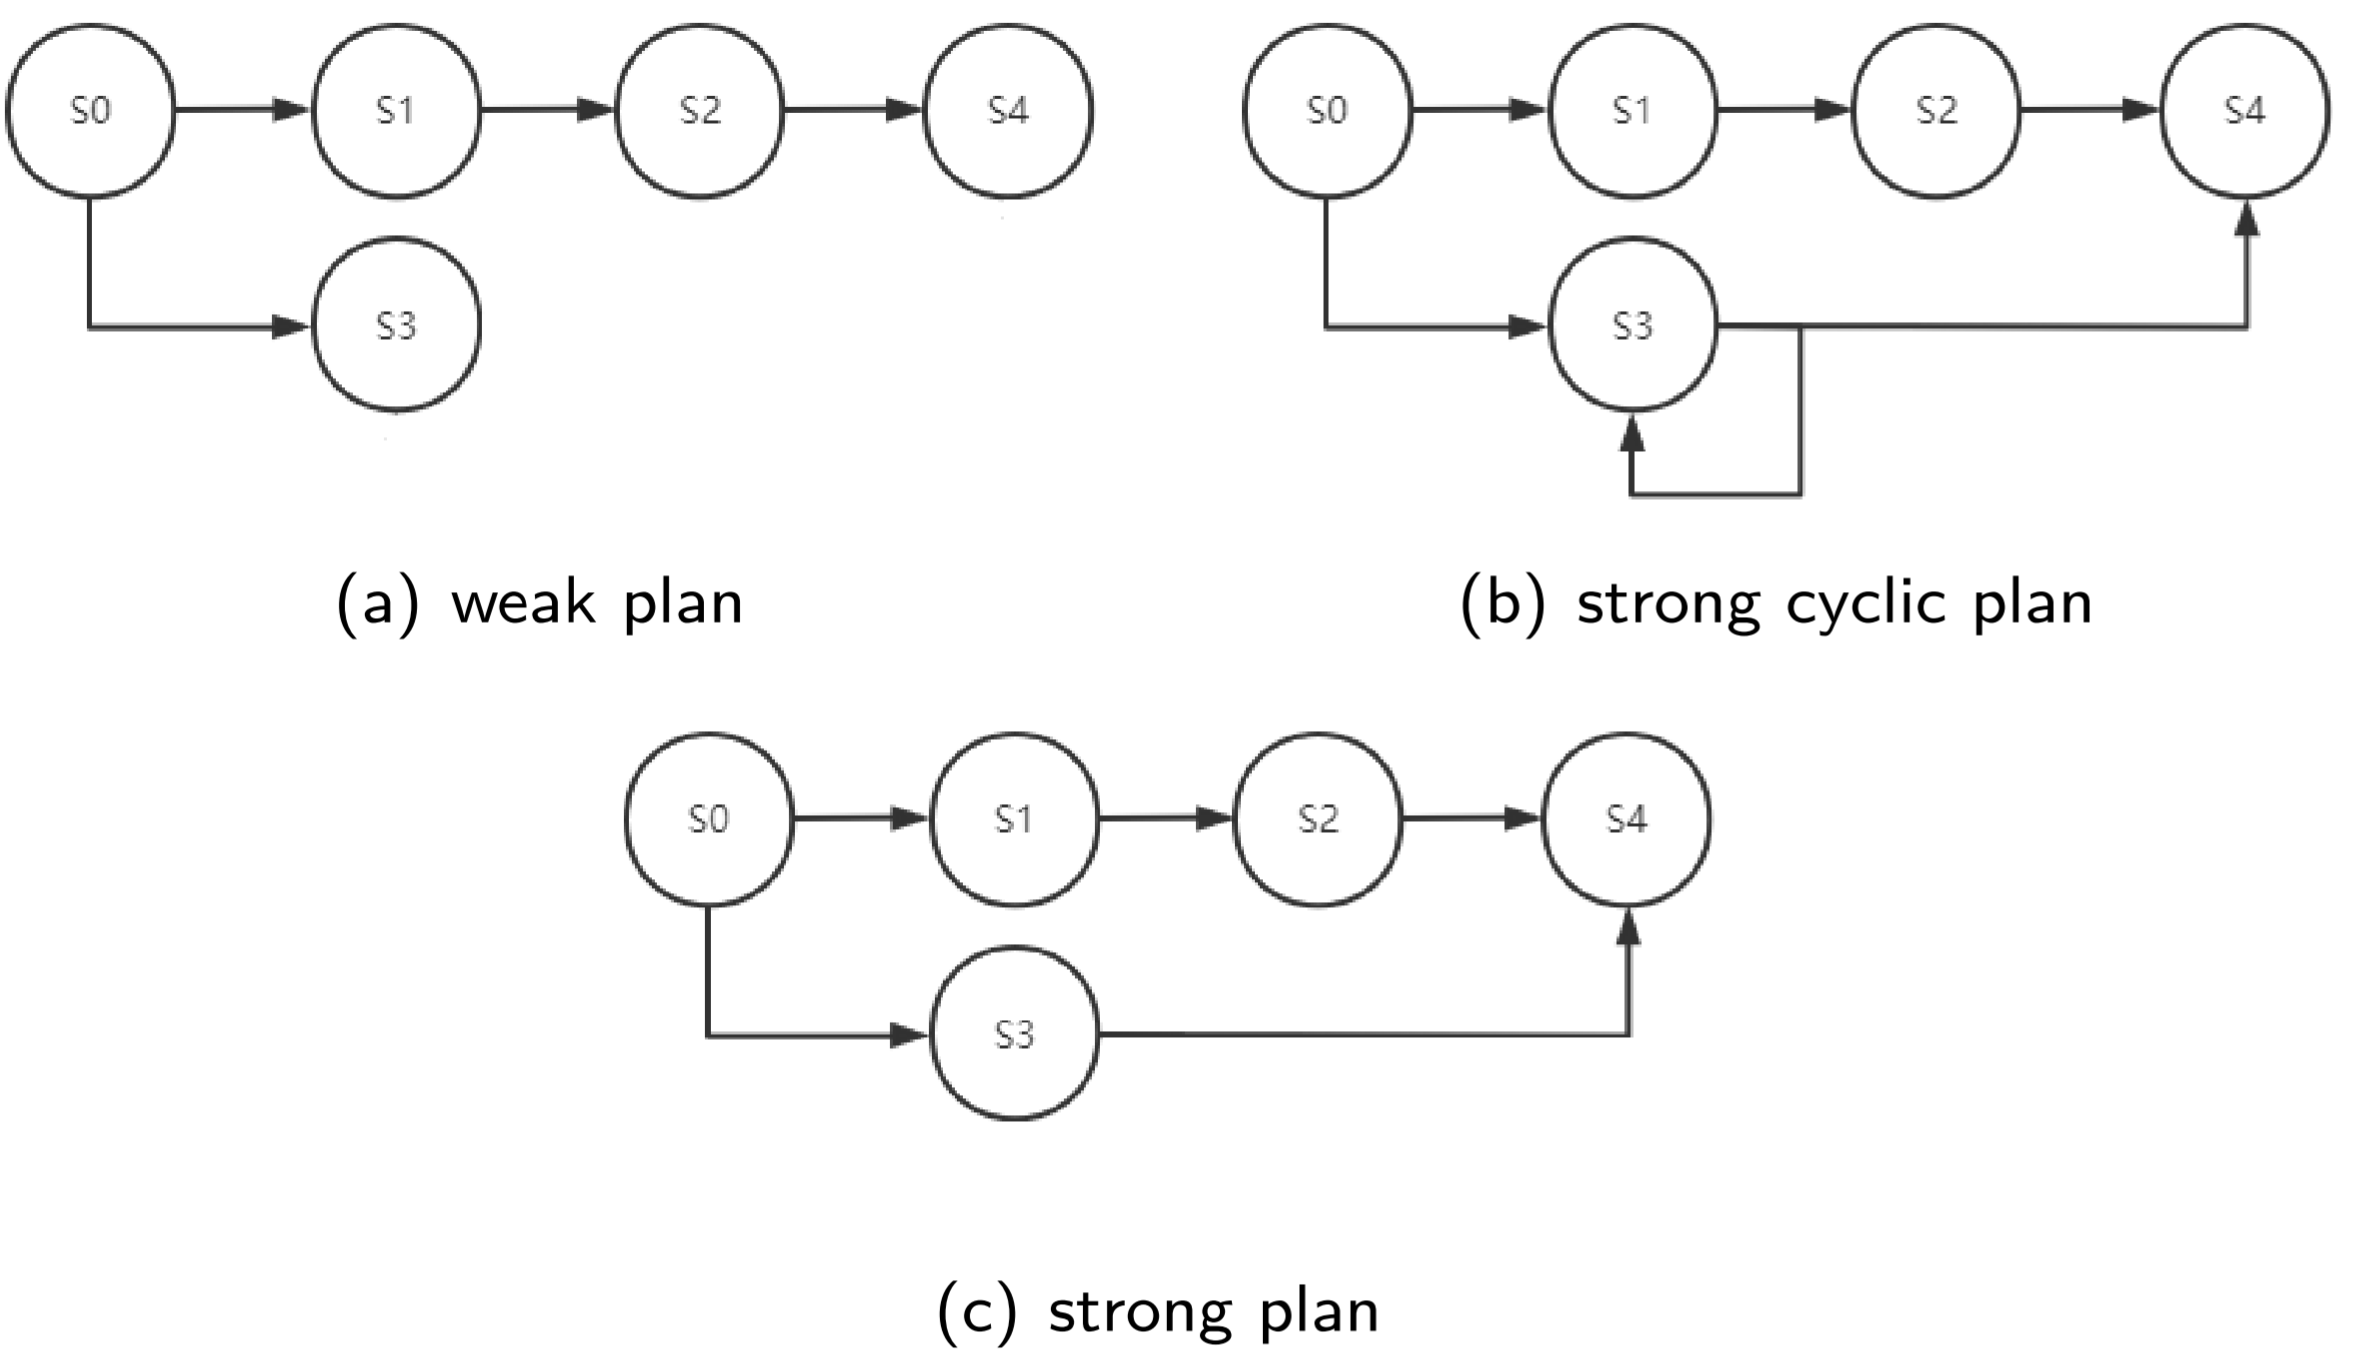 S0 S1 S2 S4
S3
S0 S1 S2 S4
S3
(a) weak plan
(b) strong cyclic plan
S0 S1 S2 S4
S3
(c) strong plan